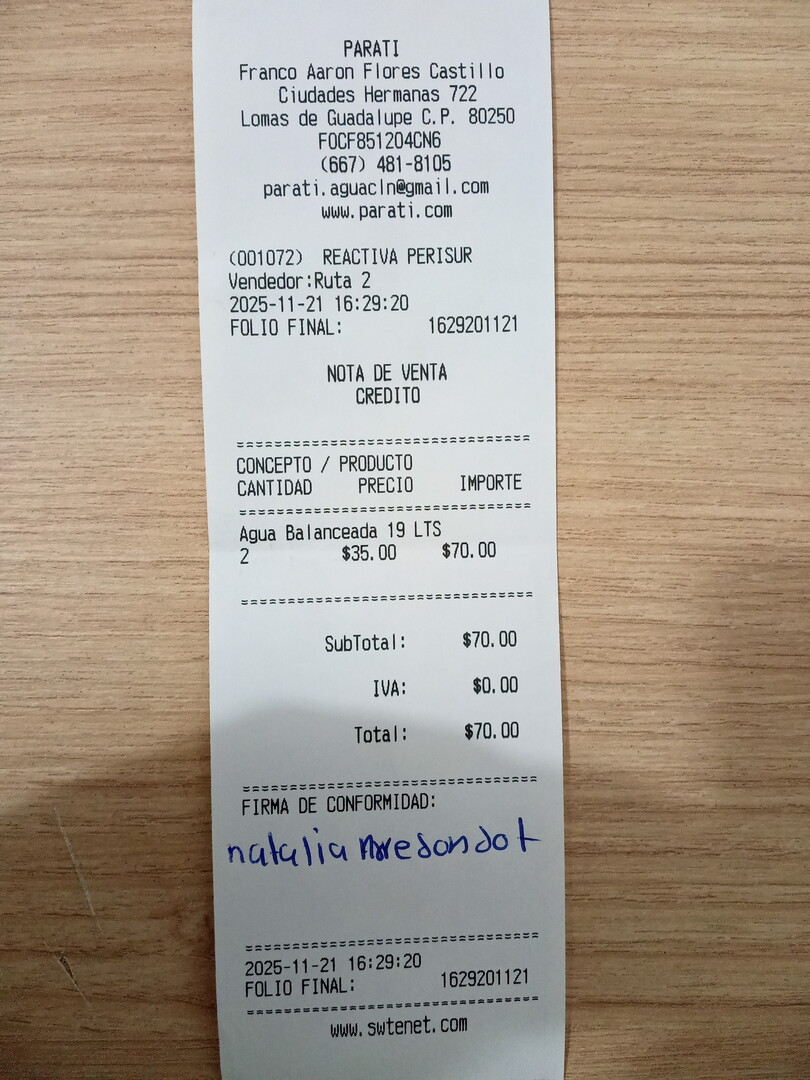 PARATI
Franco Aaron Flores Castillo
Ciudades Hermanas 722
Lomas de Guadalupe C.P. 80250
FOCF851204CN6
(667) 481-8105
parati.aguacln@gmail.com
www.parati.com
(001072) REACTIVA PERISUR
Vendedor:Ruta 2
2025-11-21 16:29:20
FOLIO FINAL: 1629201121
NOTA DE VENTA
CREDITO
CONCEPTO / PRODUCTO
CANTIDAD PRECIO IMPORTE
Agua Balanceada 19 LTS
2 $35.00 $70.00
SubTotal: $70.00
IVA: $0.00
Total: $70.00
FIRMA DE CONFORMIDAD:
natalia
2025-11-21 16:29:20
FOLIO FINAL: 1629201121
www.swtenet.com